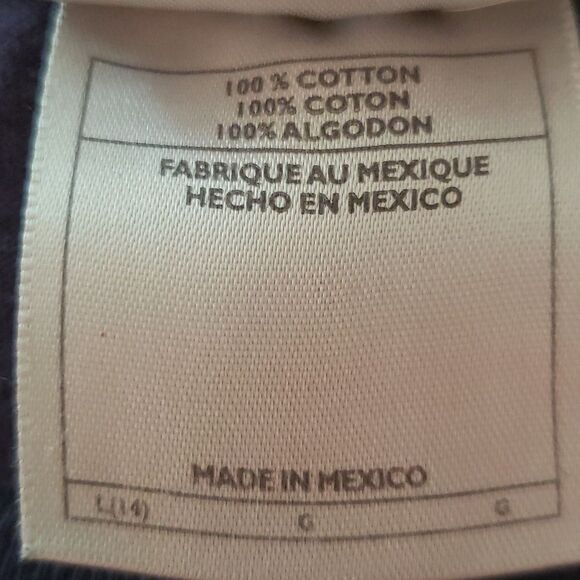 100 % COTTON
100% COTON
100% ALGODON
FABRIQUE AU MEXIQUE
HECHO EN MEXICO
MADE IN MEXICO
L(14) G G